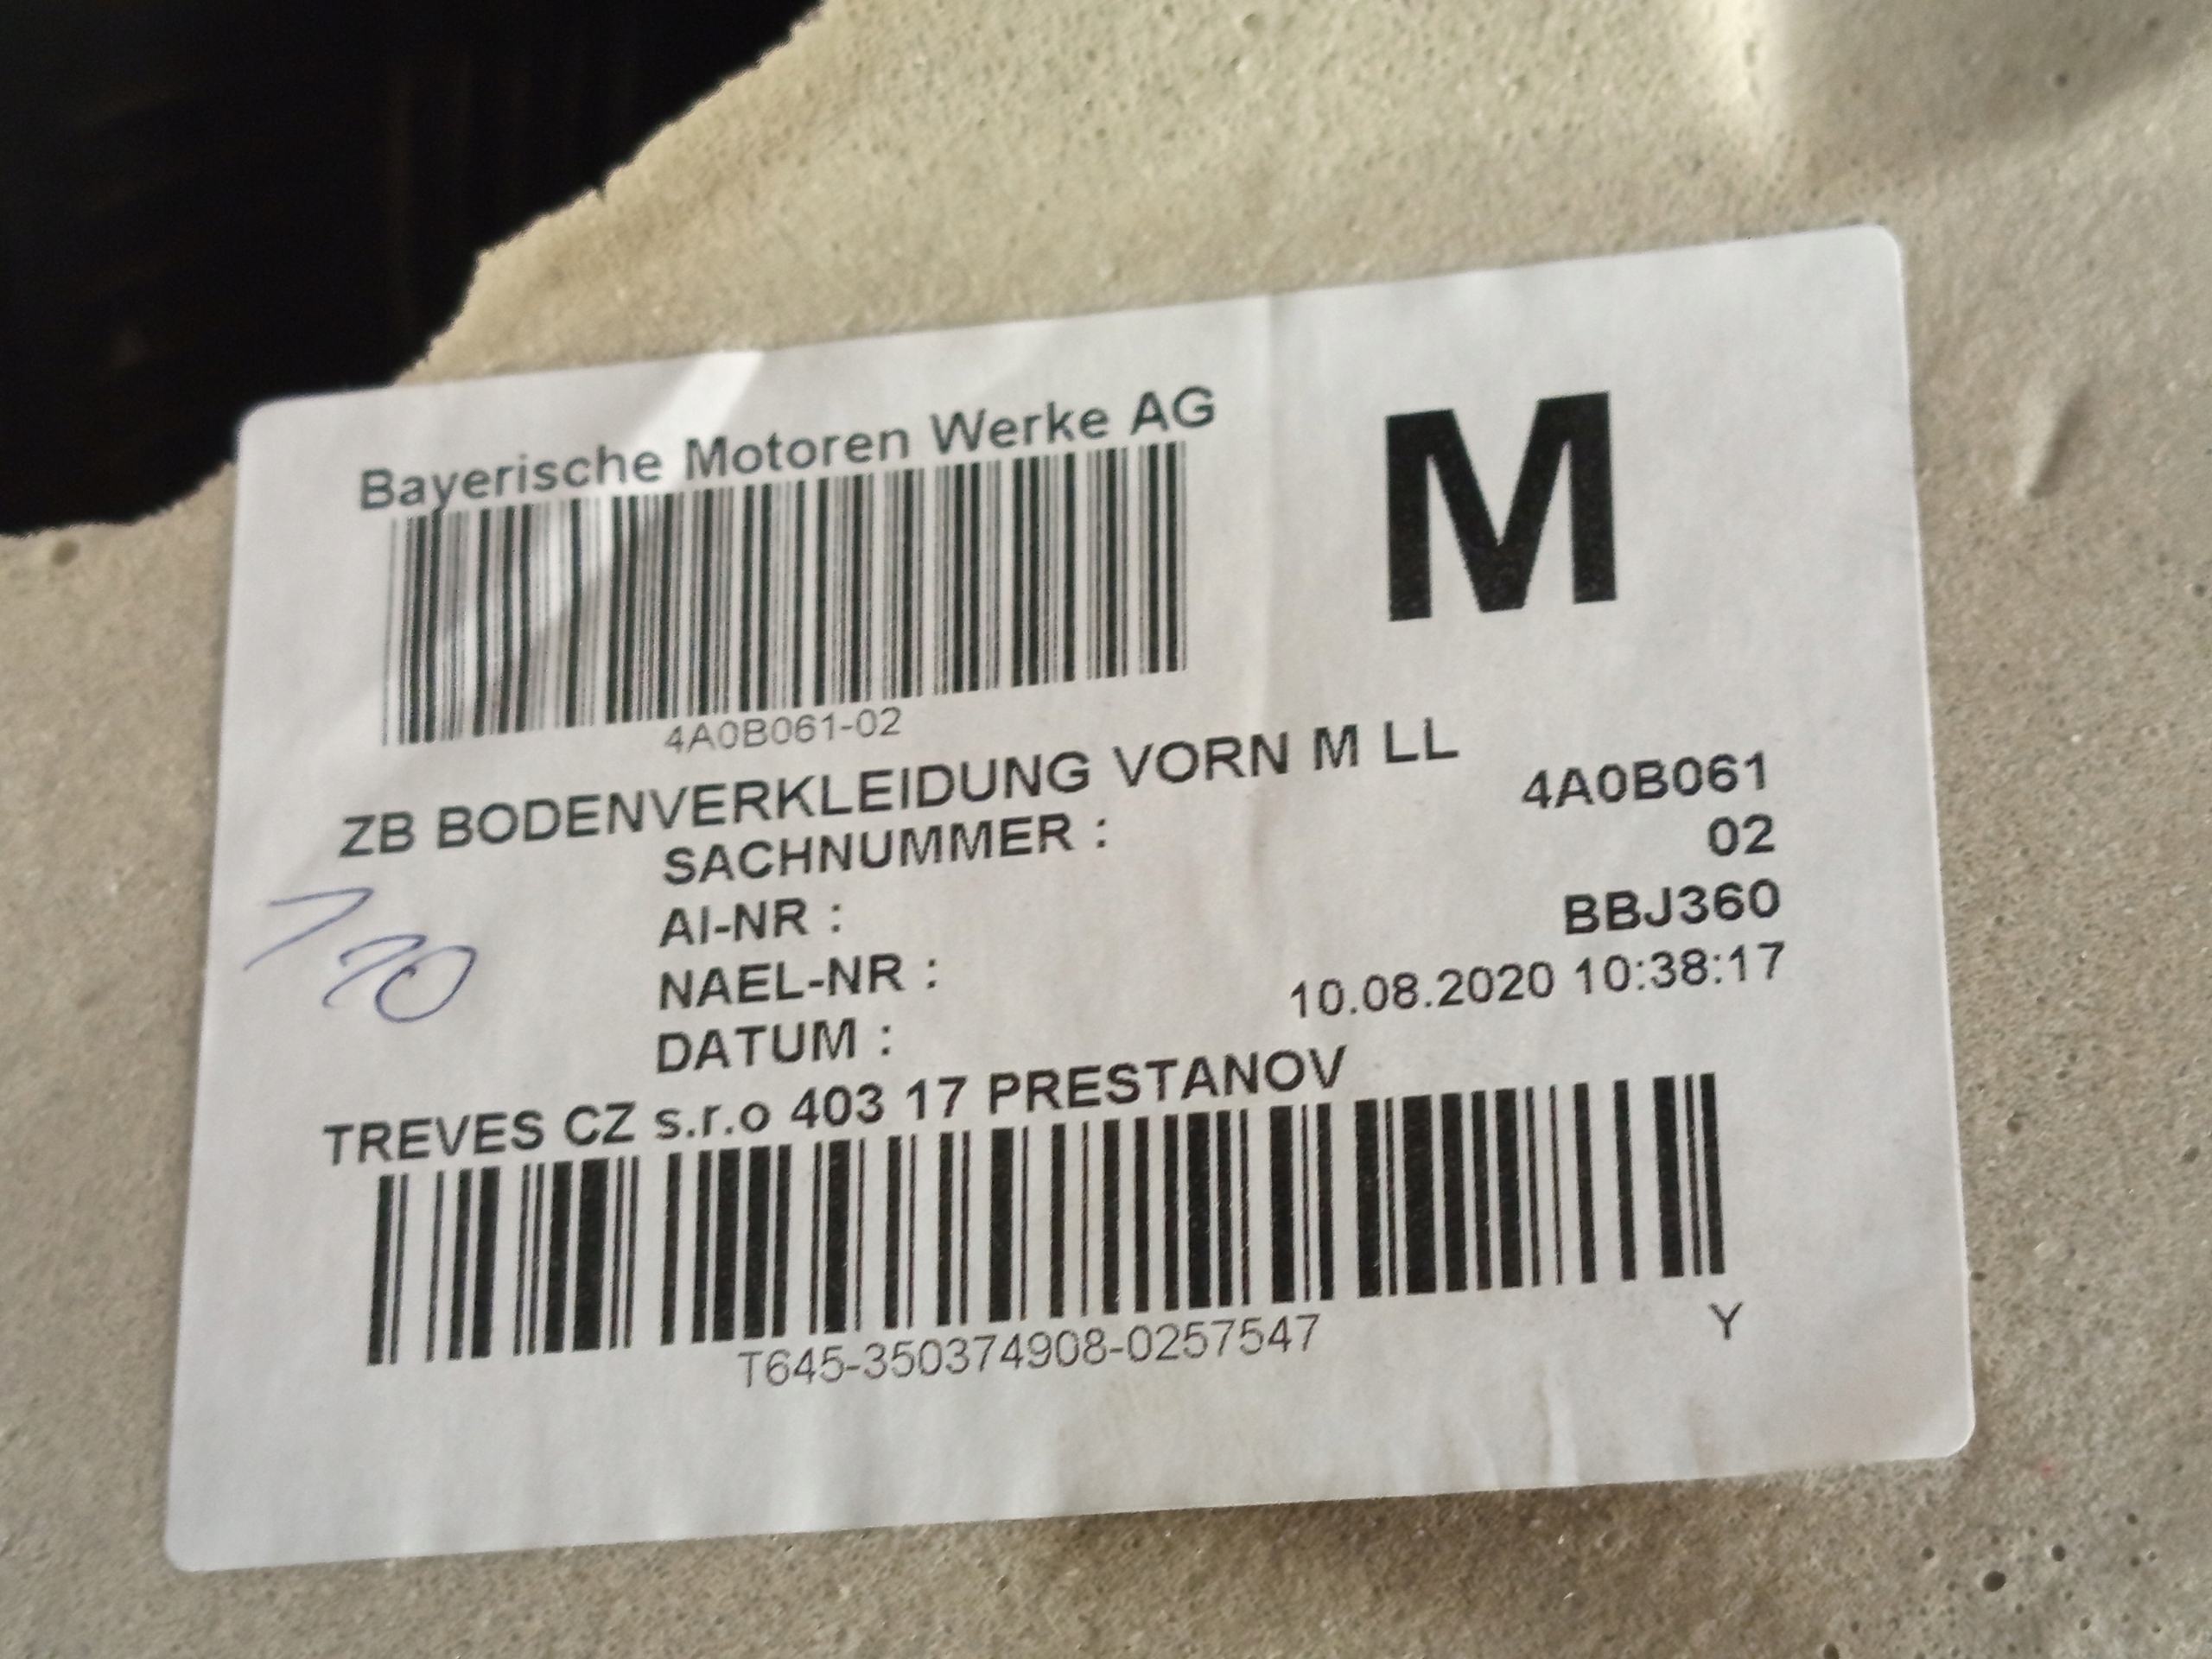 Bayerische Motoren Werke AG
M
4A0B061-02
ZB BODENVERKLEIDUNG VORN M LL
SACHNUMMER : 4A0B061
AI-NR : 02
NAEL-NR : BBJ360
DATUM : 10.08.2020 10:38:17
TREVES CZ s.r.o 403 17 PRESTANOV
T645-350374908-0257547
Y